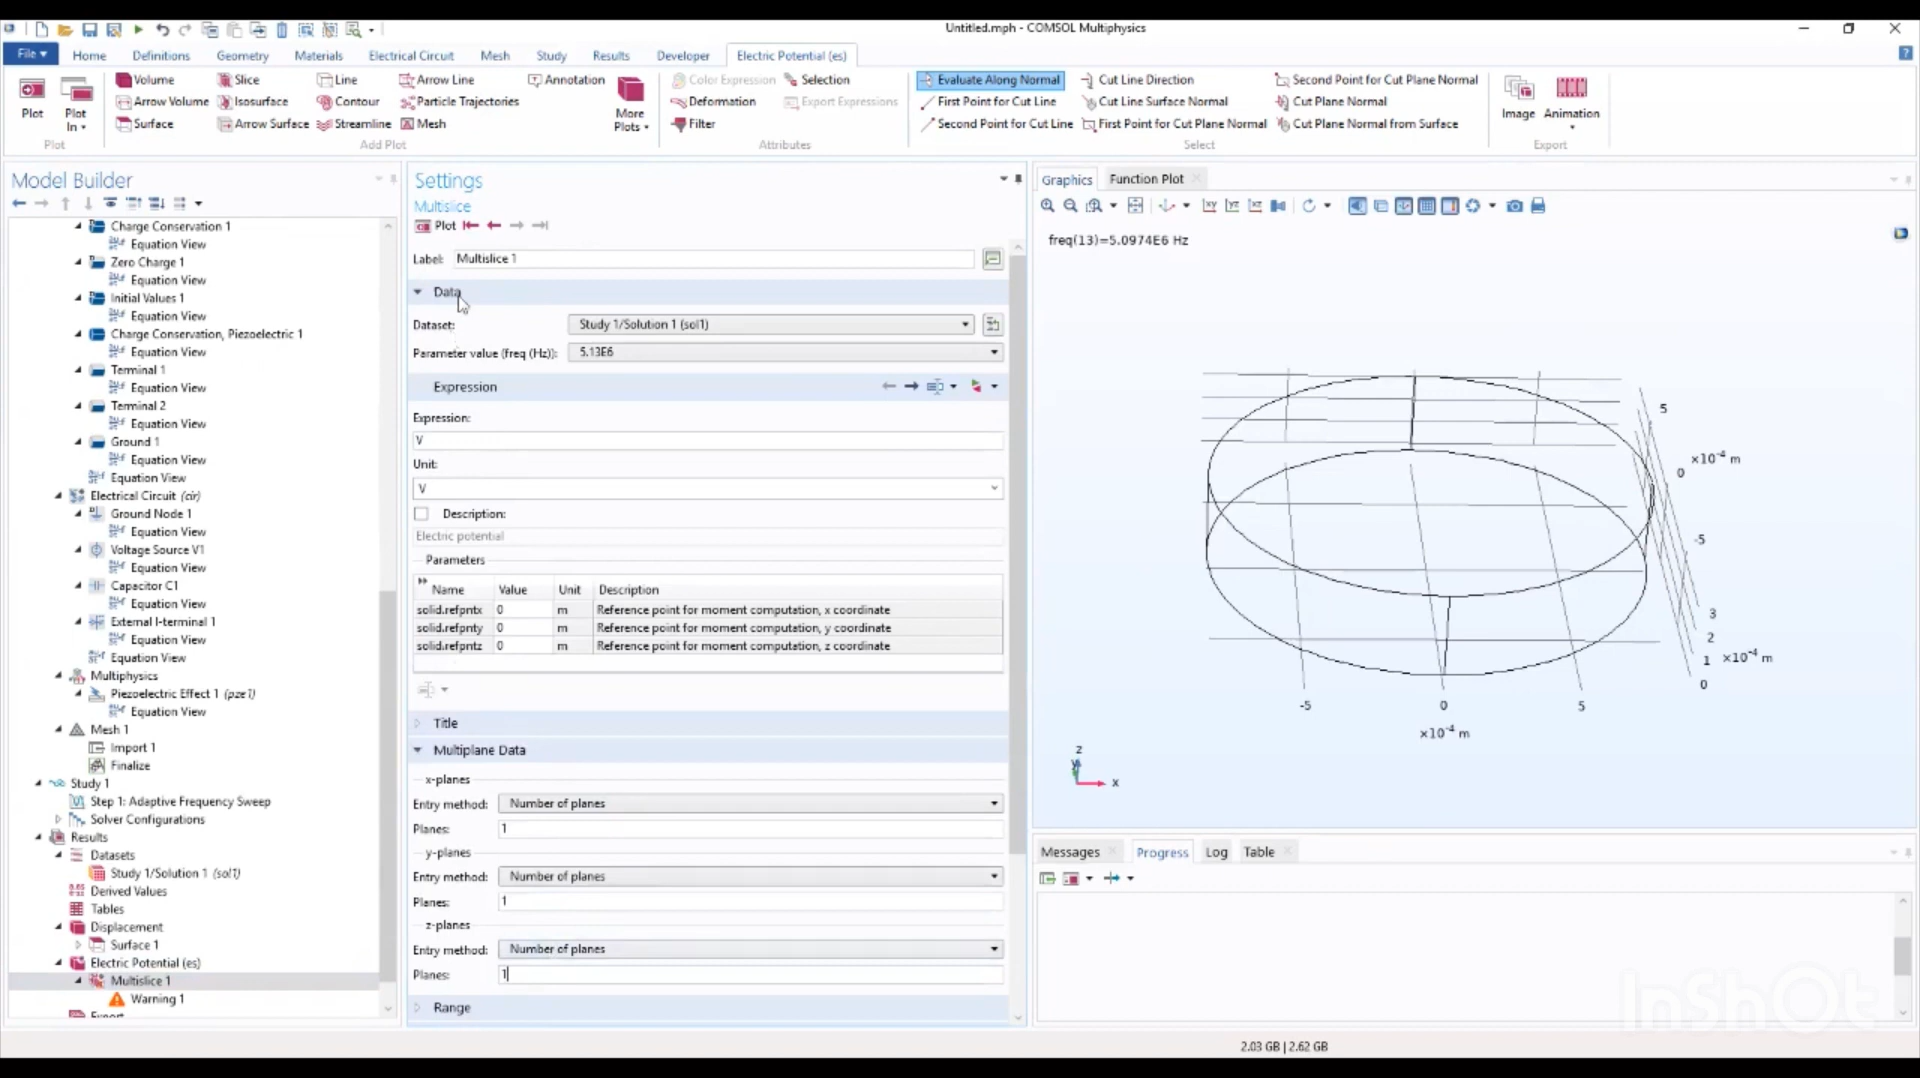 Untitled.mph - COMSOL Multiphysics
File
Home
Definitions
Geometry
Materials
Electrical Circuit
Mesh
Study
Results
Developer
Electric Potential (es)
Plot
Plot In
Plot
Volume
Arrow Volume
Surface
Slice
Isosurface
Arrow Surface
Line
Contour
Streamline
Arrow Line
Particle Trajectories
Mesh
Annotation
More Plots
Add Plot
Color Expression
Deformation
Filter
Selection
Export Expressions
Attributes
Evaluate Along Normal
First Point for Cut Line
Second Point for Cut Line
Cut Line Direction
Cut Line Surface Normal
First Point for Cut Plane Normal
Second Point for Cut Plane Normal
Cut Plane Normal
Cut Plane Normal from Surface
Select
Image
Animation
Export
Model Builder
Charge Conservation 1
Equation View
Zero Charge 1
Equation View
Initial Values 1
Equation View
Charge Conservation, Piezoelectric 1
Equation View
Terminal 1
Equation View
Terminal 2
Equation View
Ground 1
Equation View
Equation View
Electrical Circuit (cir)
Ground Node 1
Equation View
Voltage Source V1
Equation View
Capacitor C1
Equation View
External I-terminal 1
Equation View
Equation View
Multiphysics
Piezoelectric Effect 1 (pze1)
Equation View
Mesh 1
Import 1
Finalize
Study 1
Step 1: Adaptive Frequency Sweep
Solver Configurations
Results
Datasets
Study 1/Solution 1 (sol1)
Derived Values
Tables
Displacement
Surface 1
Electric Potential (es)
Multislice 1
Warning 1
Export
Settings
Multislice
Plot
Label: Multislice 1
Data
Dataset: Study 1/Solution 1 (sol1)
Parameter value (freq (Hz)): 5.13E6
Expression
Expression:
V
Unit:
V
Description:
Electric potential
Parameters
Name Value Unit Description
solid.refpntx 0 m Reference point for moment computation, x coordinate
solid.refpnty 0 m Reference point for moment computation, y coordinate
solid.refpntz 0 m Reference point for moment computation, z coordinate
Title
Multiplane Data
x-planes
Entry method: Number of planes
Planes: 1
y-planes
Entry method: Number of planes
Planes: 1
z-planes
Entry method: Number of planes
Planes: 1
Range
Graphics
Function Plot
freq(13)=5.0974E6 Hz
5
×10⁻⁴ m
0
-5
3
2
1 ×10⁻⁴ m
0
-5 0 5
×10⁻⁴ m
z
y
x
Messages
Progress
Log
Table
InShOt
2.03 GB | 2.62 GB